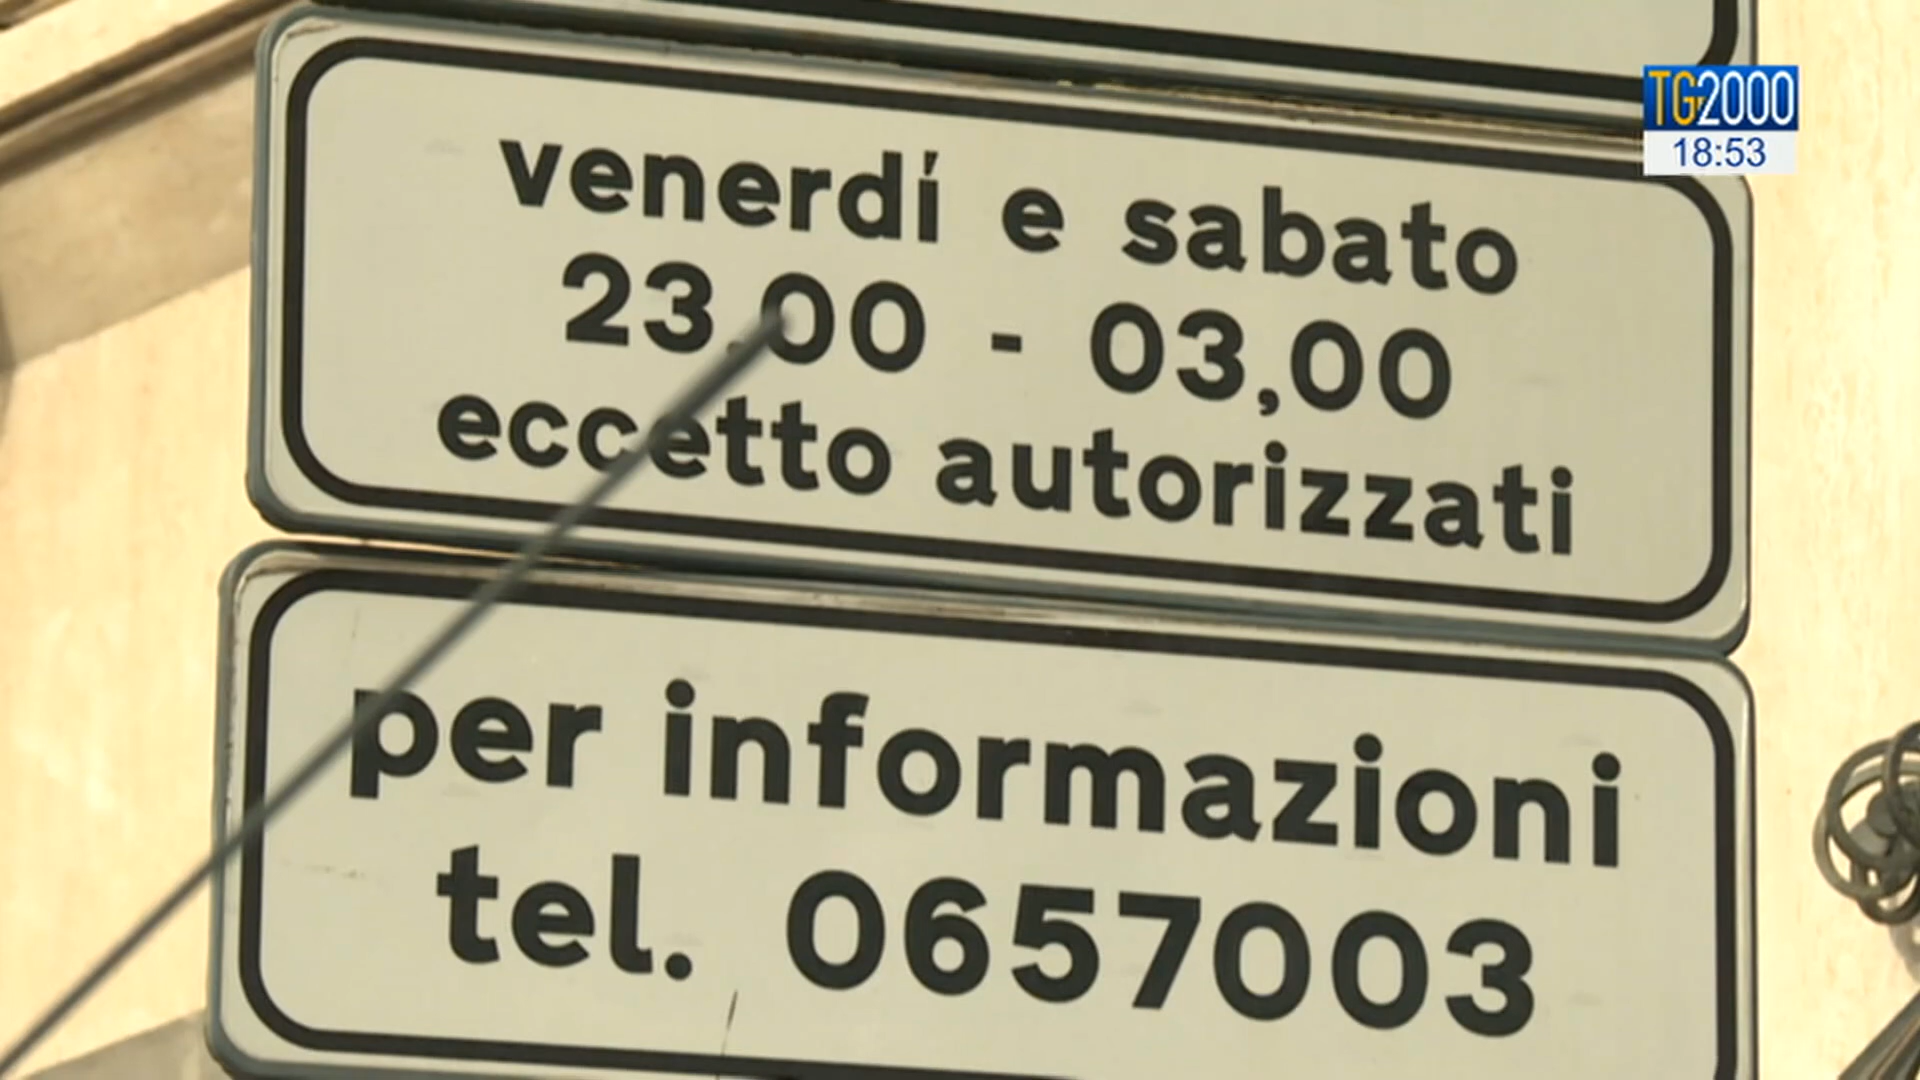 TG2000
18:53
venerdí e sabato
23,00 - 03,00
eccetto autorizzati
per informazioni
tel. 0657003